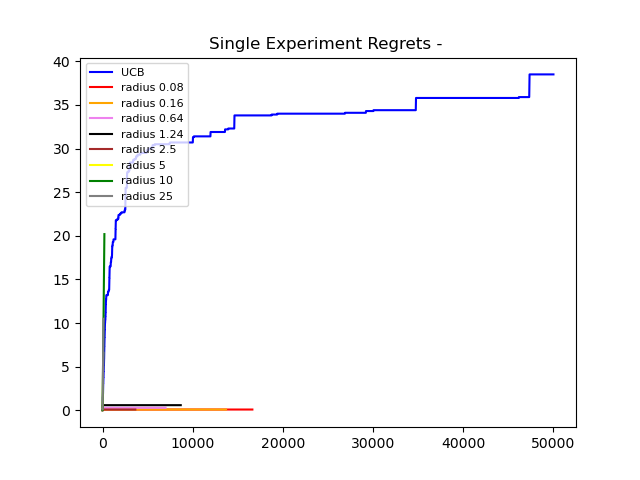 Single Experiment Regrets -
40
35
30
25
20
15
10
5
0
UCB
radius 0.08
radius 0.16
radius 0.64
radius 1.24
radius 2.5
radius 5
radius 10
radius 25
0 10000 20000 30000 40000 50000